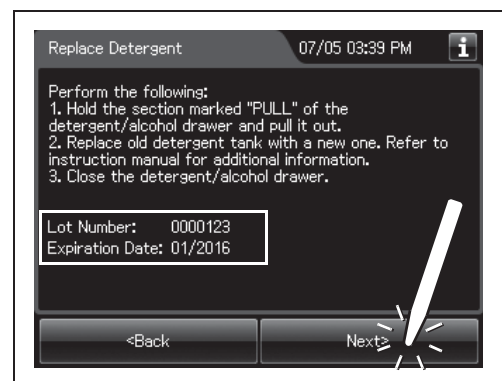 Replace Detergent 07/05 03:39 PM i
Perform the following:
1. Hold the section marked "PULL" of the
detergent/alcohol drawer and pull it out.
2. Replace old detergent tank with a new one. Refer to
instruction manual for additional information.
3. Close the detergent/alcohol drawer.
Lot Number: 0000123
Expiration Date: 01/2016
<Back Next>